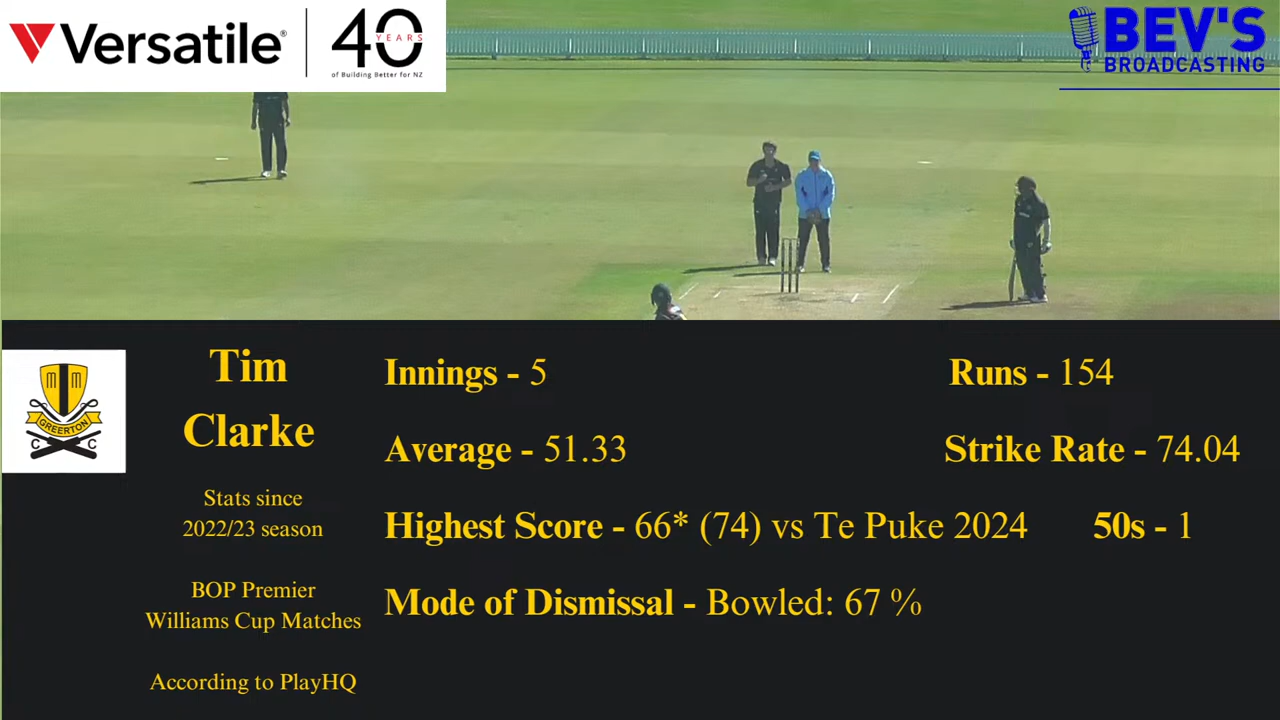 Versatile®
40
YEARS
of Building Better for NZ
BEV'S
BROADCASTING
M M
GREERTON
C C
Tim
Clarke
Stats since
2022/23 season
BOP Premier
Williams Cup Matches
According to PlayHQ
Innings - 5
Runs - 154
Average - 51.33
Strike Rate - 74.04
Highest Score - 66* (74) vs Te Puke 2024
50s - 1
Mode of Dismissal - Bowled: 67 %